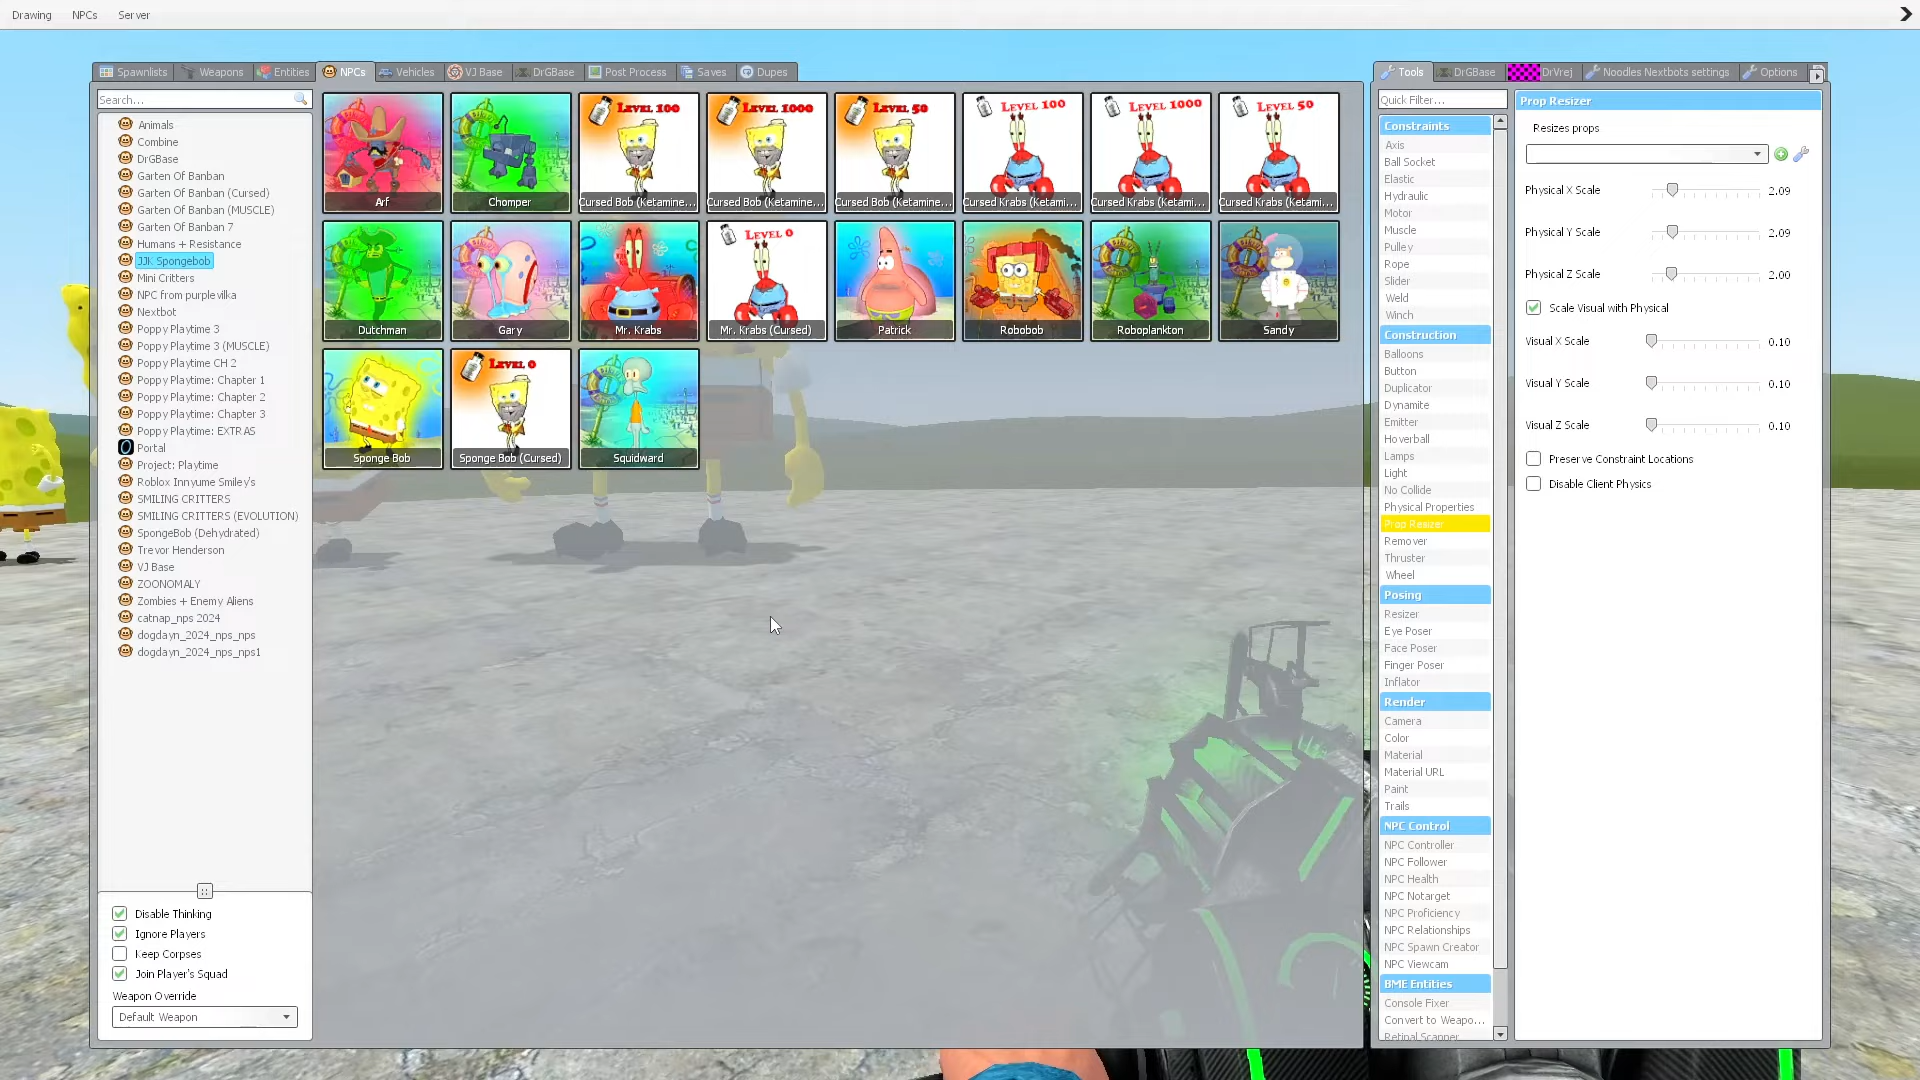 Drawing NPCs Server
Spawnlists Weapons Entities NPCs Vehicles VJ Base DrGBase Post Process Saves Dupes
Search...
Animals
Combine
DrGBase
Garten Of Banban
Garten Of Banban (Cursed)
Garten Of Banban (MUSCLE)
Garten Of Banban 7
Humans + Resistance
JJK Spongebob
Mini Critters
NPC from purplevilka
Nextbot
Poppy Playtime 3
Poppy Playtime 3 (MUSCLE)
Poppy Playtime CH 2
Poppy Playtime: Chapter 1
Poppy Playtime: Chapter 2
Poppy Playtime: Chapter 3
Poppy Playtime: EXTRAS
Portal
Project: Playtime
Roblox Innyume Smiley's
SMILING CRITTERS
SMILING CRITTERS (EVOLUTION)
SpongeBob (Dehydrated)
Trevor Henderson
VJ Base
ZOONOMALY
Zombies + Enemy Aliens
catnap_nps 2024
dogdayn_2024_nps_nps
dogdayn_2024_nps_nps1
Disable Thinking
Ignore Players
Keep Corpses
Join Player's Squad
Weapon Override
Default Weapon
LEVEL 100 LEVEL 1000 LEVEL 50 LEVEL 100 LEVEL 1000 LEVEL 50
Arf Chomper Cursed Bob (Ketamine... Cursed Bob (Ketamine... Cursed Bob (Ketamine... Cursed Krabs (Ketami... Cursed Krabs (Ketami... Cursed Krabs (Ketami...
LEVEL 0
Dutchman Gary Mr. Krabs Mr. Krabs (Cursed) Patrick Robobob Roboplankton Sandy
LEVEL 0
Sponge Bob Sponge Bob (Cursed) Squidward
Tools DrGBase DrVrej Noodles Nextbots settings Options
Quick Filter...
Constraints
Axis
Ball Socket
Elastic
Hydraulic
Motor
Muscle
Pulley
Rope
Slider
Weld
Winch
Construction
Balloons
Button
Duplicator
Dynamite
Emitter
Hoverball
Lamps
Light
No Collide
Physical Properties
Prop Resizer
Remover
Thruster
Wheel
Posing
Resizer
Eye Poser
Face Poser
Finger Poser
Inflator
Render
Camera
Color
Material
Material URL
Paint
Trails
NPC Control
NPC Controller
NPC Follower
NPC Health
NPC Notarget
NPC Proficiency
NPC Relationships
NPC Spawn Creator
NPC Viewcam
BME Entities
Console Fixer
Convert to Weapo...
Retinal Scanner
Prop Resizer
Resizes props
Physical X Scale 2.09
Physical Y Scale 2.09
Physical Z Scale 2.00
Scale Visual with Physical
Visual X Scale 0.10
Visual Y Scale 0.10
Visual Z Scale 0.10
Preserve Constraint Locations
Disable Client Physics